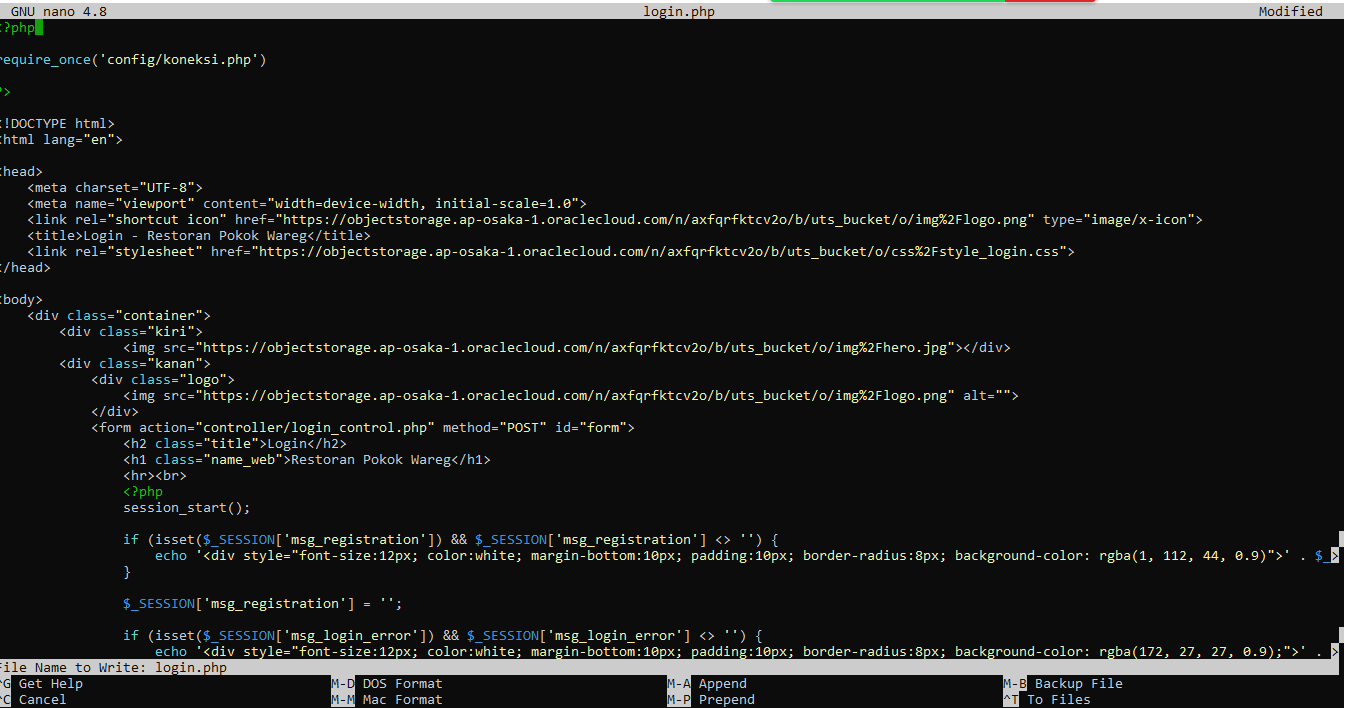 GNU nano 4.8 login.php Modified
<?php
require_once('config/koneksi.php')
?>
<!DOCTYPE html>
<html lang="en">
<head>
<meta charset="UTF-8">
<meta name="viewport" content="width=device-width, initial-scale=1.0">
<link rel="shortcut icon" href="https://objectstorage.ap-osaka-1.oraclecloud.com/n/axfqrfktcv2o/b/uts_bucket/o/img%2Flogo.png" type="image/x-icon">
<title>Login - Restoran Pokok Wareg</title>
<link rel="stylesheet" href="https://objectstorage.ap-osaka-1.oraclecloud.com/n/axfqrfktcv2o/b/uts_bucket/o/css%2Fstyle_login.css">
</head>
<body>
<div class="container">
<div class="kiri">
<img src="https://objectstorage.ap-osaka-1.oraclecloud.com/n/axfqrfktcv2o/b/uts_bucket/o/img%2Fhero.jpg"></div>
<div class="kanan">
<div class="logo">
<img src="https://objectstorage.ap-osaka-1.oraclecloud.com/n/axfqrfktcv2o/b/uts_bucket/o/img%2Flogo.png" alt="">
</div>
<form action="controller/login_control.php" method="POST" id="form">
<h2 class="title">Login</h2>
<h1 class="name_web">Restoran Pokok Wareg</h1>
<hr><br>
<?php
session_start();
if (isset($_SESSION['msg_registration']) && $_SESSION['msg_registration'] <> '') {
echo '<div style="font-size:12px; color:white; margin-bottom:10px; padding:10px; border-radius:8px; background-color: rgba(1, 112, 44, 0.9)">' . $_>
}
$_SESSION['msg_registration'] = '';
if (isset($_SESSION['msg_login_error']) && $_SESSION['msg_login_error'] <> '') {
echo '<div style="font-size:12px; color:white; margin-bottom:10px; padding:10px; border-radius:8px; background-color: rgba(172, 27, 27, 0.9);">' . >
File Name to Write: login.php
^G Get Help M-D DOS Format M-A Append M-B Backup File
^C Cancel M-M Mac Format M-P Prepend ^T To Files